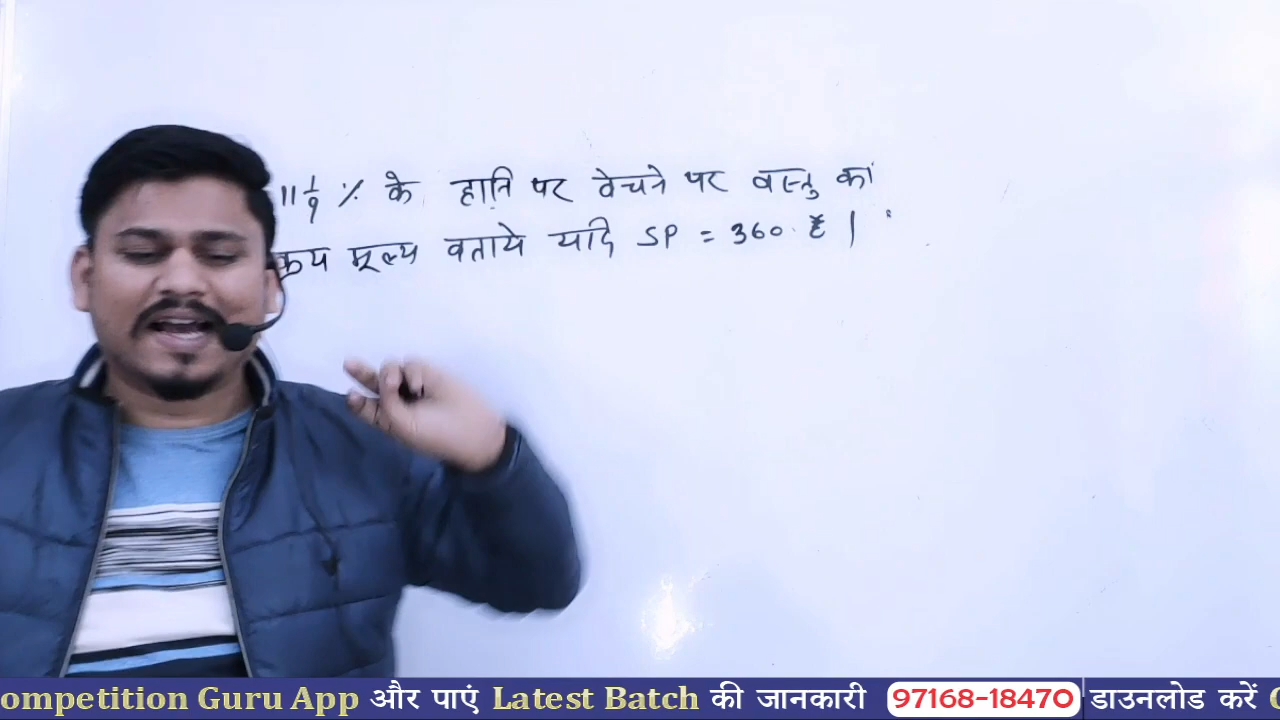 11 1/9 % के हानि पर बेचने पर वस्तु का
क्रय मूल्य बताये यदि SP = 360 है |
ompetition Guru App और पाएं Latest Batch की जानकारी 97168-18470 डाउनलोड करें